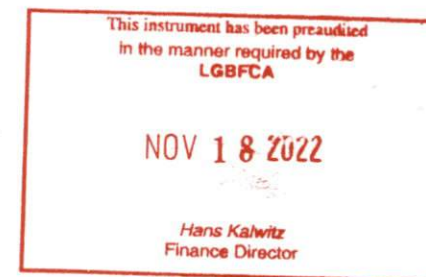 This instrument has been preaudited
in the manner required by the
LGBFCA
NOV 18 2022
Hans Kalwitz
Finance Director